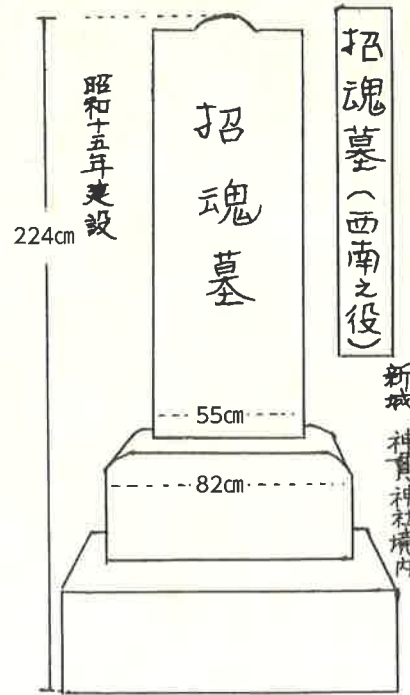 招魂墓(西南之役)
新城 神貫神社境内
招魂墓
昭和十五年建設
224cm
55cm
82cm